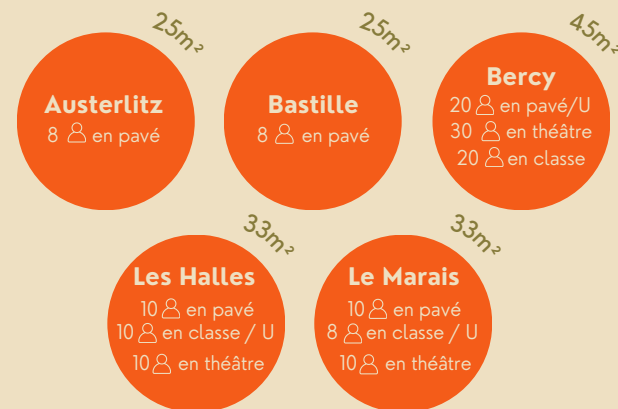 25m²
Austerlitz
8 en pavé
25m²
Bastille
8 en pavé
45m²
Bercy
20 en pavé/U
30 en théâtre
20 en classe
33m²
Les Halles
10 en pavé
10 en classe / U
10 en théâtre
33m²
Le Marais
10 en pavé
8 en classe / U
10 en théâtre